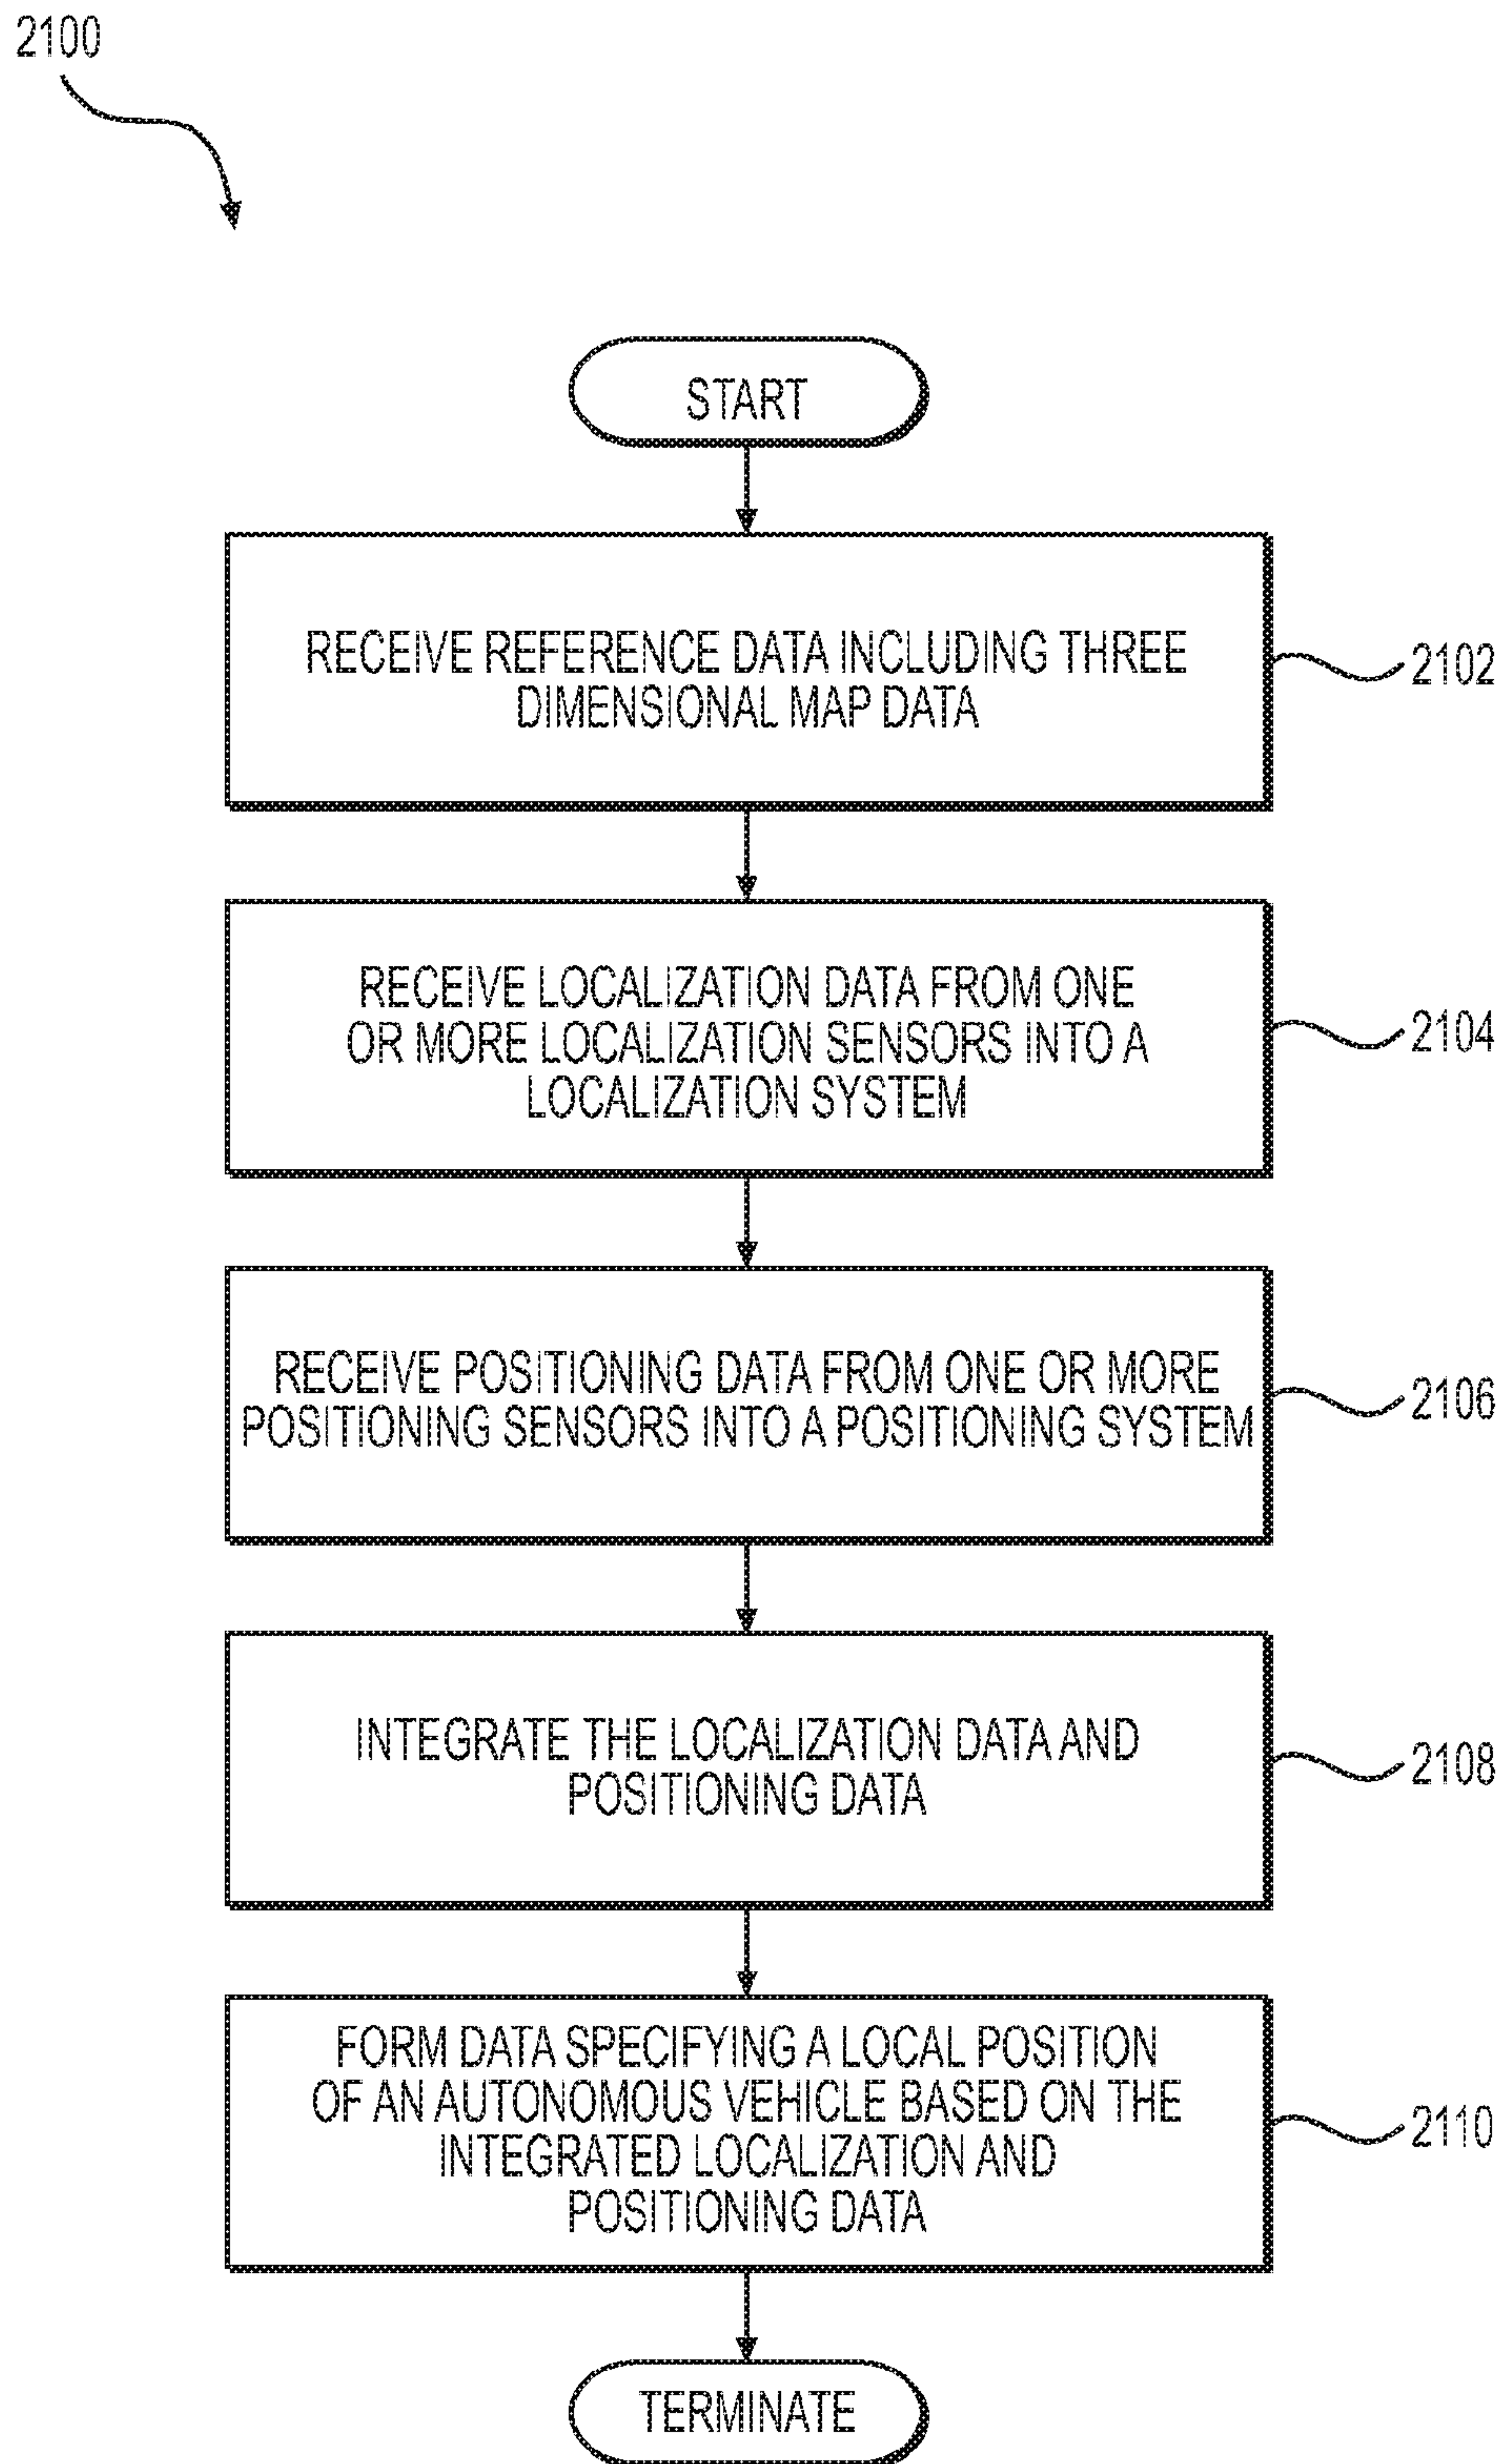 2100
START
RECEIVE REFERENCE DATA INCLUDING THREE
DIMENSIONAL MAP DATA
2102
RECEIVE LOCALIZATION DATA FROM ONE
OR MORE LOCALIZATION SENSORS INTO A
LOCALIZATION SYSTEM
2104
RECEIVE POSITIONING DATA FROM ONE OR MORE
POSITIONING SENSORS INTO A POSITIONING SYSTEM
2106
INTEGRATE THE LOCALIZATION DATA AND
POSITIONING DATA
2108
FORM DATA SPECIFYING A LOCAL POSITION
OF AN AUTONOMOUS VEHICLE BASED ON THE
INTEGRATED LOCALIZATION AND
POSITIONING DATA
2110
TERMINATE